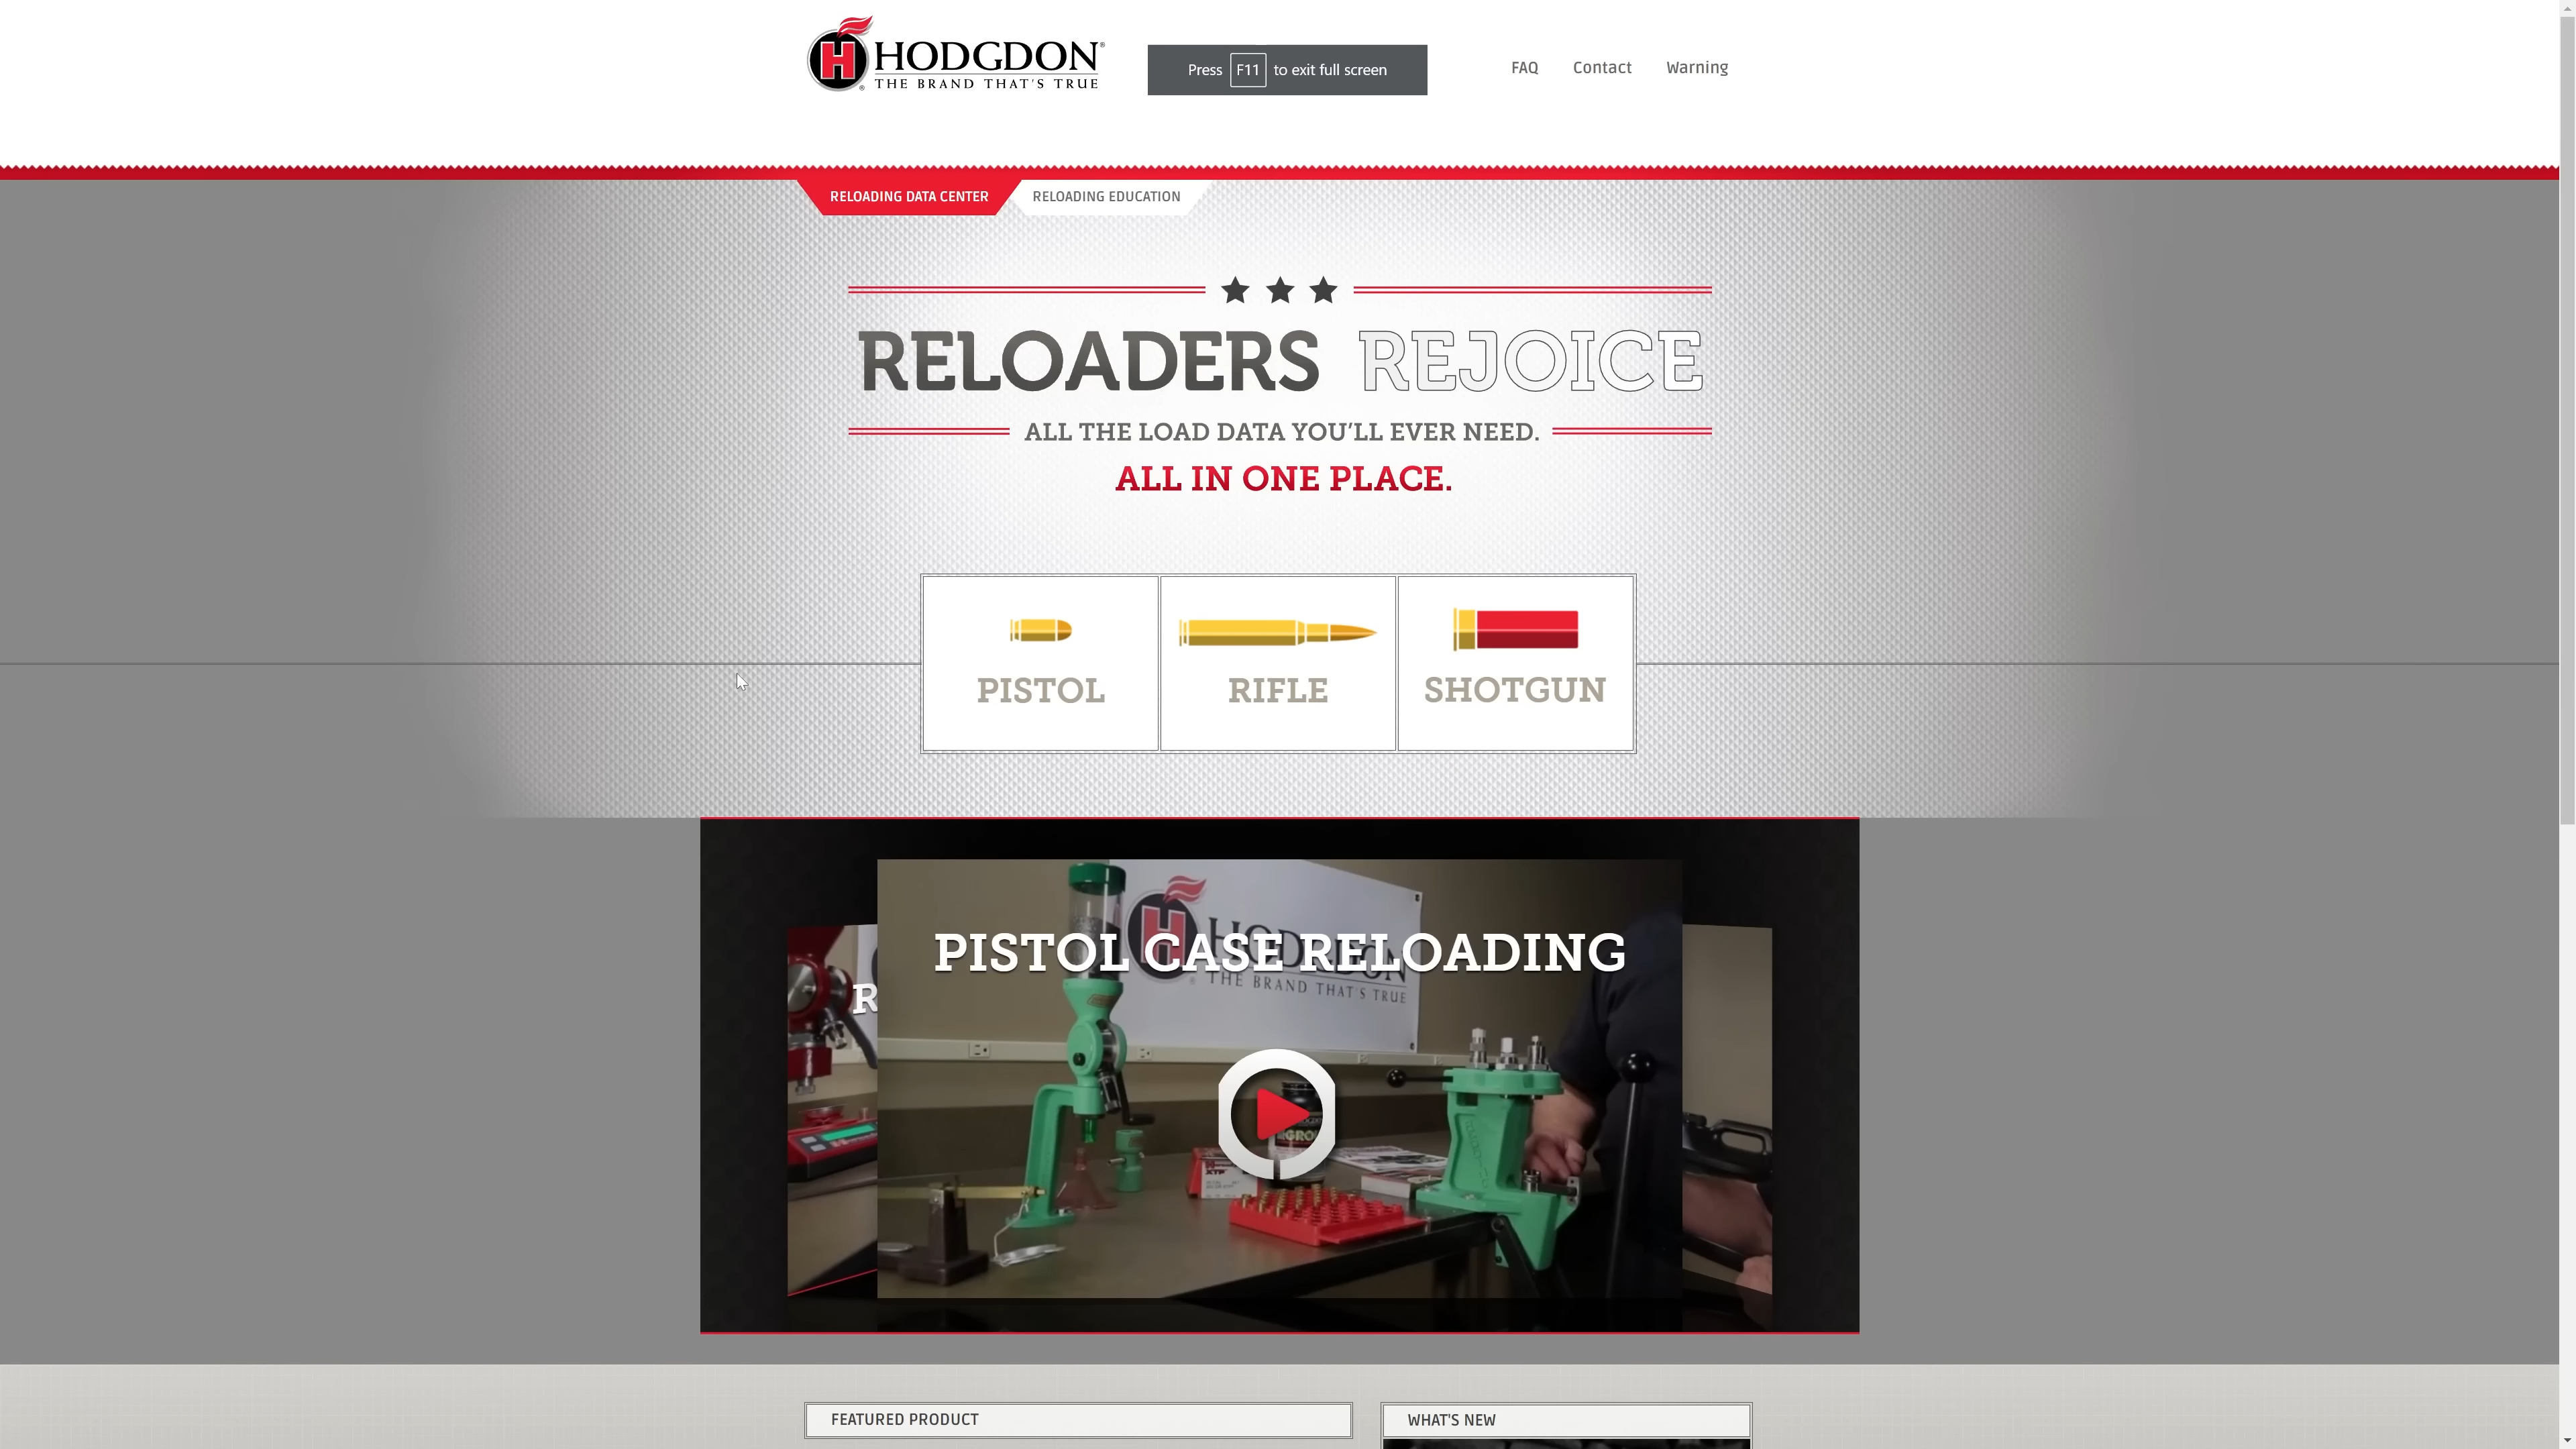 HODGDON®
THE BRAND THAT'S TRUE
Press F11 to exit full screen
FAQ Contact Warning
RELOADING DATA CENTER RELOADING EDUCATION
RELOADERS REJOICE
ALL THE LOAD DATA YOU'LL EVER NEED.
ALL IN ONE PLACE.
PISTOL RIFLE SHOTGUN
HODGDON
THE BRAND THAT'S TRUE
PISTOL CASE RELOADING
R
FEATURED PRODUCT
WHAT'S NEW